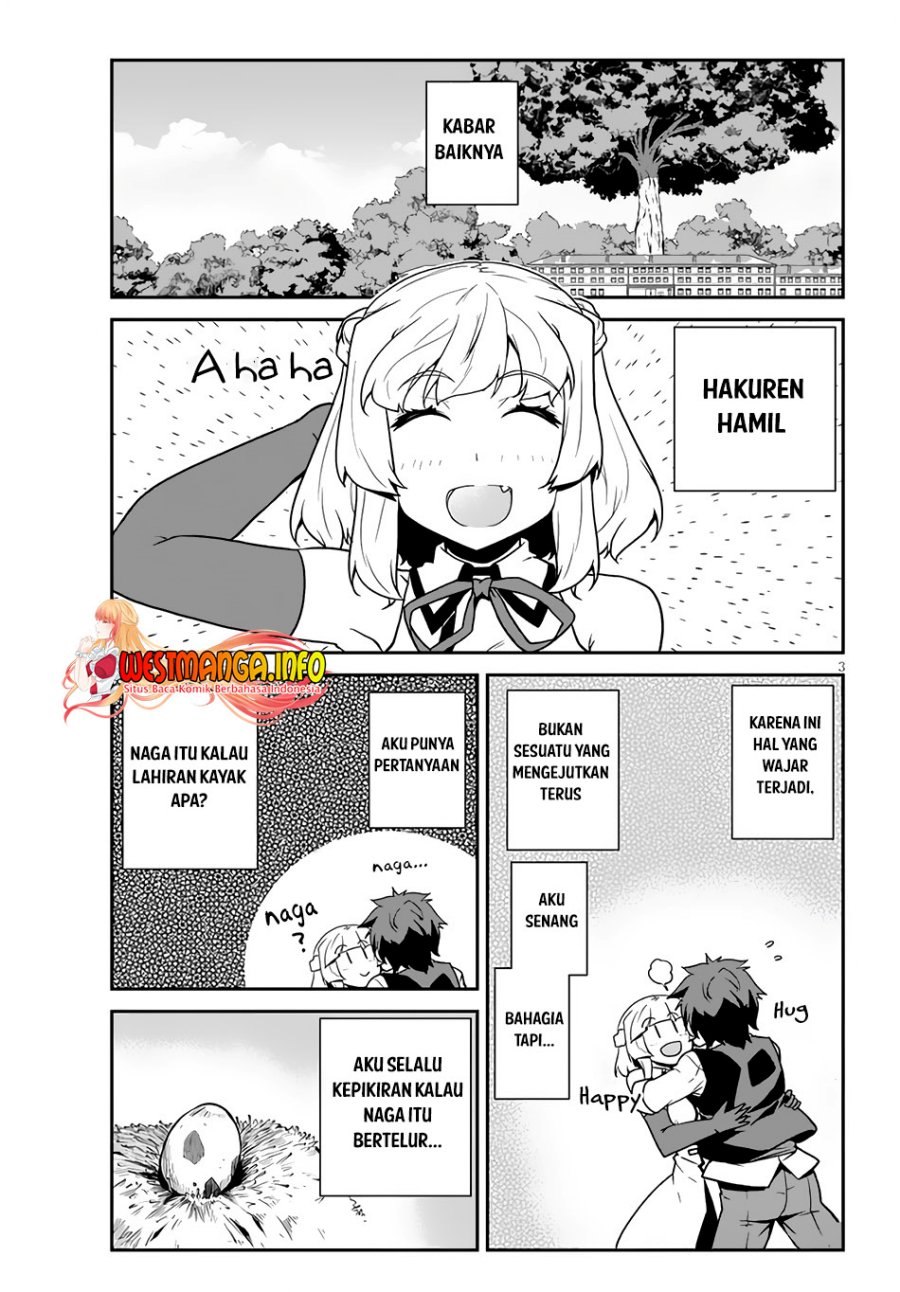 KABAR
BAIKNYA
HAKUREN
HAMIL
Ahaha
WESTMANGA.INFO
Situs Baca Komik Berbahasa Indonesia
3
KARENA INI
HAL YANG
WAJAR
TERJADI.
BUKAN
SESUATU YANG
MENGEJUTKAN
TERUS
AKU
SENANG
BAHAGIA
TAPI...
Hug
Happy
AKU PUNYA
PERTANYAAN
NAGA ITU KALAU
LAHIRAN KAYAK
APA?
naga...
naga
?
AKU SELALU
KEPIKIRAN KALAU
NAGA ITU
BERTELUR...